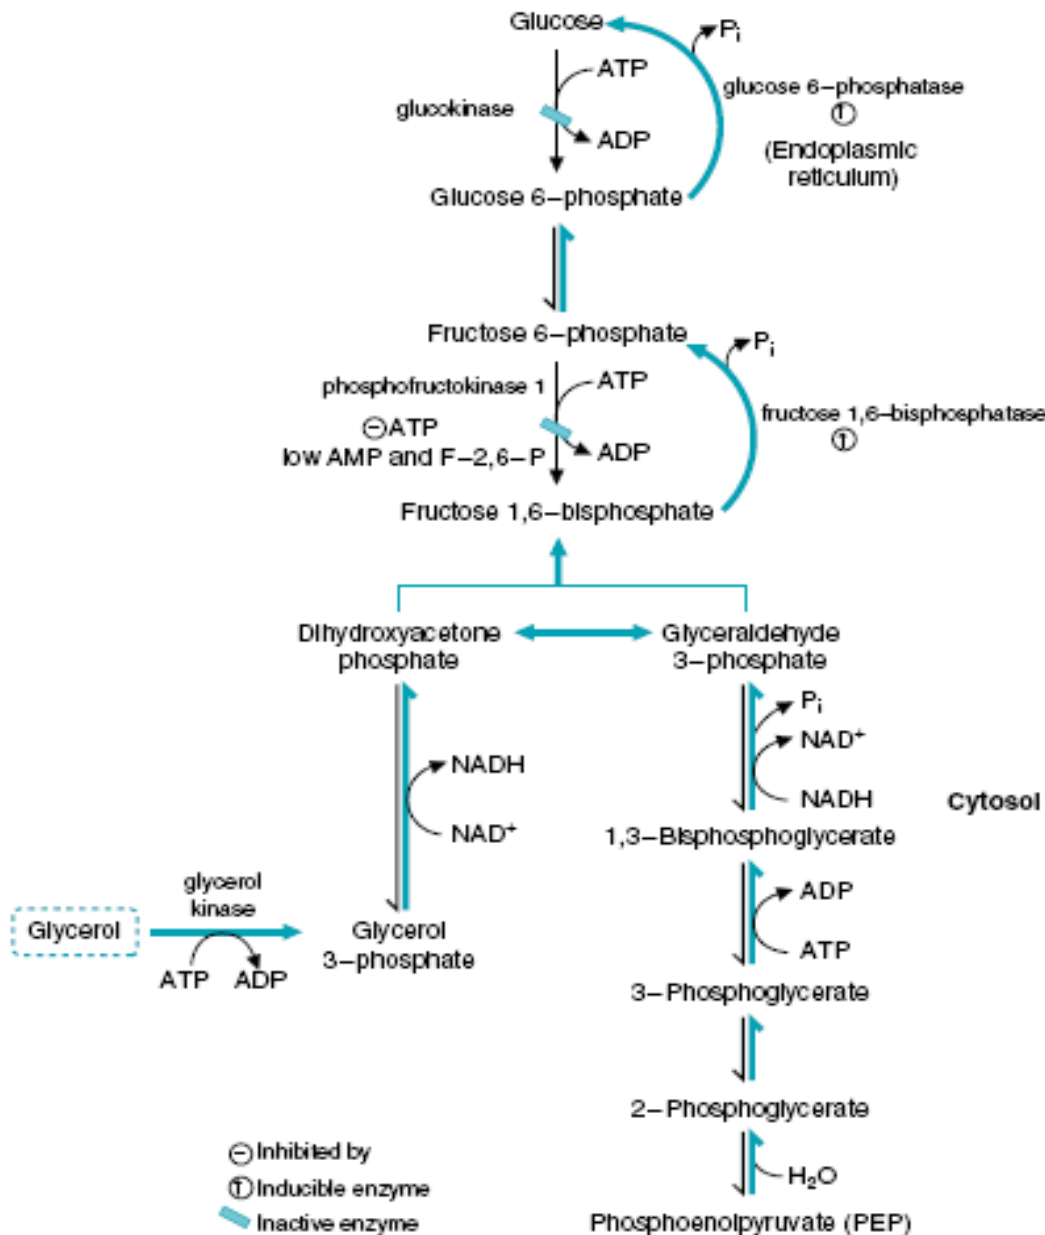 Glucose
Pi
ATP
glucose 6–phosphatase
glucokinase
↑
ADP
(Endoplasmic
reticulum)
Glucose 6–phosphate
Fructose 6–phosphate
Pi
phosphofructokinase 1
ATP
fructose 1,6–bisphosphatase
↑
⊖ATP
low AMP and F–2,6–P
ADP
Fructose 1,6–bisphosphate
Dihydroxyacetone
phosphate
Glyceraldehyde
3–phosphate
Pi
NAD⁺
NADH
NADH
NAD⁺
Cytosol
1,3–Bisphosphoglycerate
glycerol
kinase
ADP
Glycerol
ATP
ADP
Glycerol
3–phosphate
ATP
3–Phosphoglycerate
2–Phosphoglycerate
H₂O
Phosphoenolpyruvate (PEP)
⊖ Inhibited by
↑ Inducible enzyme
Inactive enzyme